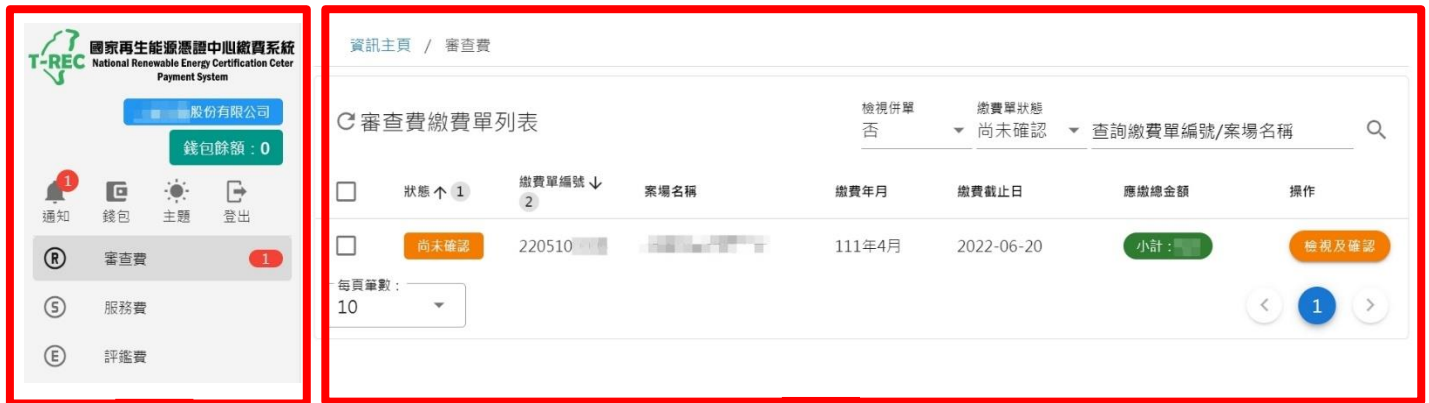 T-REC
國家再生能源憑證中心繳費系統
National Renewable Energy Certification Ceter
Payment System
股份有限公司
錢包餘額：0
1
通知 錢包 主題 登出
R 審查費 1
S 服務費
E 評鑑費
資訊主頁 / 審查費
審查費繳費單列表
檢視併單
否
繳費單狀態
尚未確認
查詢繳費單編號/案場名稱
狀態 1 繳費單編號 2 案場名稱 繳費年月 繳費截止日 應繳總金額 操作
尚未確認 220510 111年4月 2022-06-20 小計： 檢視及確認
每頁筆數：
10
< 1 >